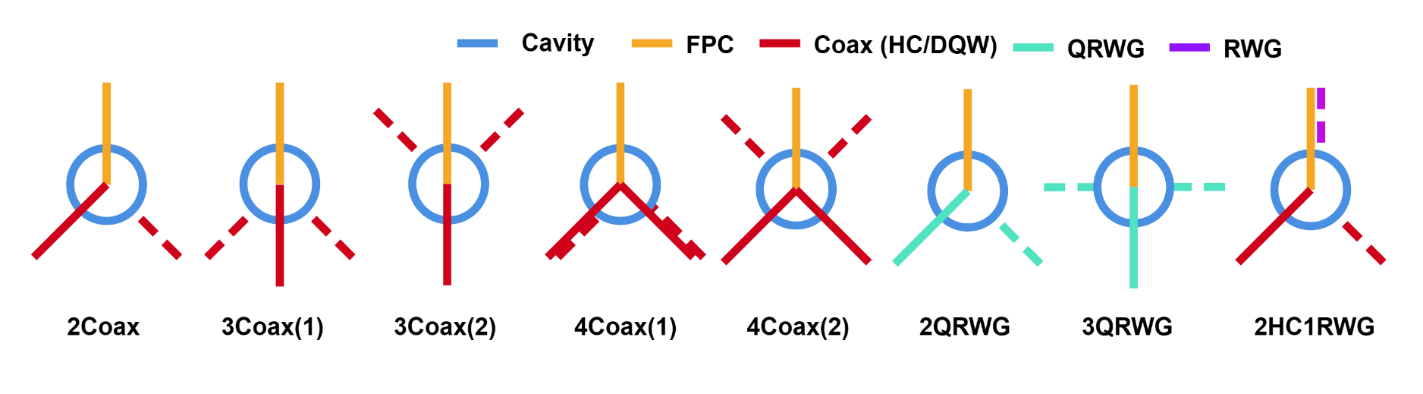 Cavity FPC Coax (HC/DQW) QRWG RWG
2Coax 3Coax(1) 3Coax(2) 4Coax(1) 4Coax(2) 2QRWG 3QRWG 2HC1RWG